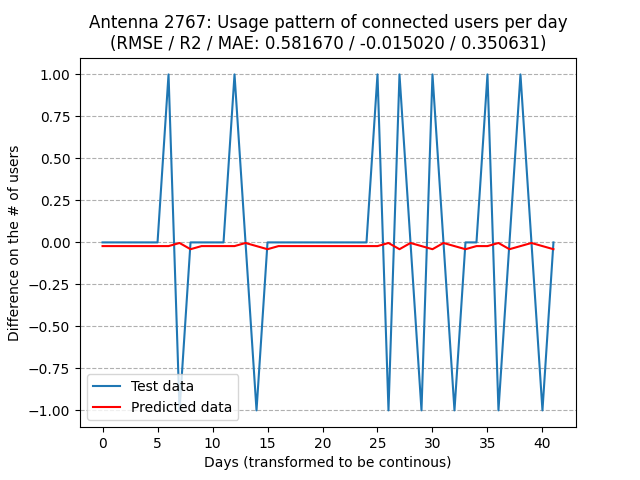 Antenna 2767: Usage pattern of connected users per day
(RMSE / R2 / MAE: 0.581670 / -0.015020 / 0.350631)
1.00
0.75
0.50
0.25
0.00
−0.25
−0.50
−0.75
−1.00
Difference on the # of users
Test data
Predicted data
0 5 10 15 20 25 30 35 40
Days (transformed to be continous)